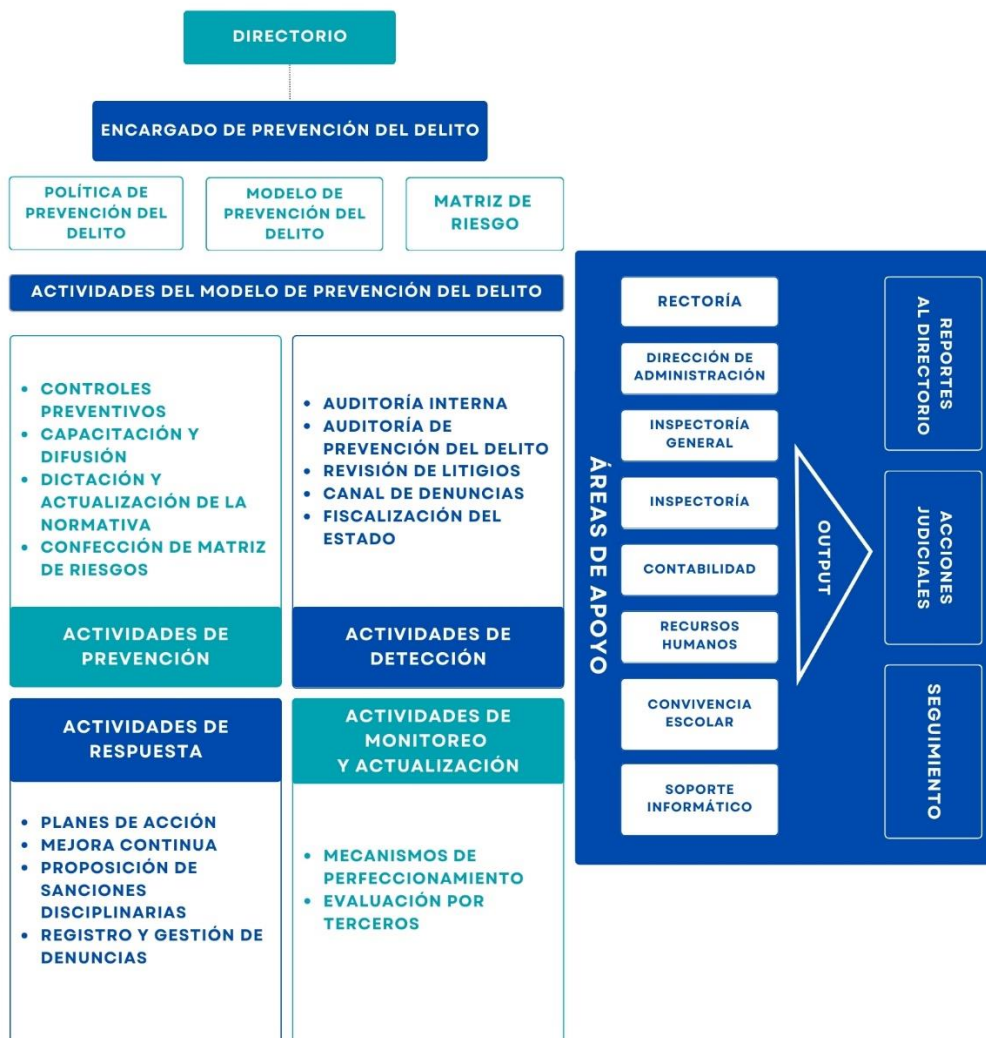 DIRECTORIO
ENCARGADO DE PREVENCIÓN DEL DELITO
POLÍTICA DE
PREVENCIÓN DEL
DELITO
MODELO DE
PREVENCIÓN DEL
DELITO
MATRIZ DE
RIESGO
ACTIVIDADES DEL MODELO DE PREVENCIÓN DEL DELITO
• CONTROLES
PREVENTIVOS
• CAPACITACIÓN Y
DIFUSIÓN
• DICTACIÓN Y
ACTUALIZACIÓN DE LA
NORMATIVA
• CONFECCIÓN DE MATRIZ
DE RIESGOS
ACTIVIDADES DE
PREVENCIÓN
• AUDITORÍA INTERNA
• AUDITORÍA DE
PREVENCIÓN DEL DELITO
• REVISIÓN DE LITIGIOS
• CANAL DE DENUNCIAS
• FISCALIZACIÓN DEL
ESTADO
ACTIVIDADES DE
DETECCIÓN
ACTIVIDADES DE
RESPUESTA
• PLANES DE ACCIÓN
• MEJORA CONTINUA
• PROPOSICIÓN DE
SANCIONES
DISCIPLINARIAS
• REGISTRO Y GESTIÓN DE
DENUNCIAS
ACTIVIDADES DE
MONITOREO
Y ACTUALIZACIÓN
• MECANISMOS DE
PERFECCIONAMIENTO
• EVALUACIÓN POR
TERCEROS
ÁREAS DE APOYO
RECTORÍA
DIRECCIÓN DE
ADMINISTRACIÓN
INSPECTORÍA
GENERAL
INSPECTORÍA
CONTABILIDAD
RECURSOS
HUMANOS
CONVIVENCIA
ESCOLAR
SOPORTE
INFORMÁTICO
OUTPUT
REPORTES
AL DIRECTORIO
ACCIONES
JUDICIALES
SEGUIMIENTO